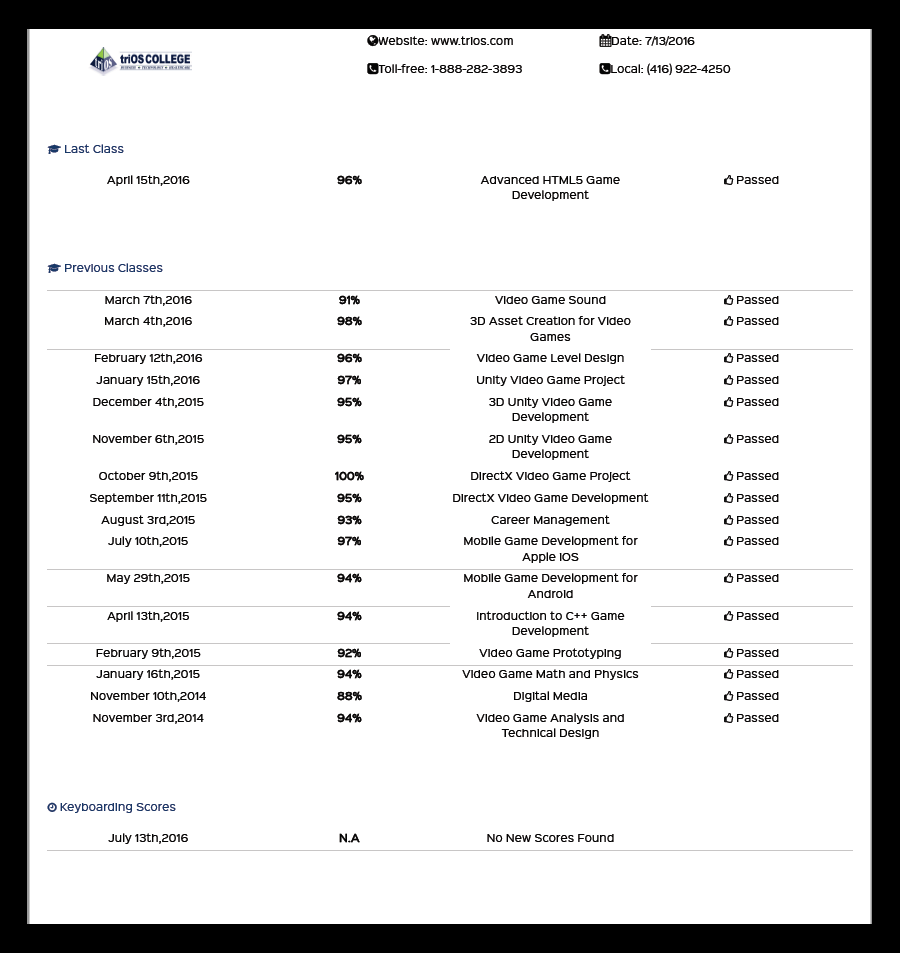 Website: www.trios.com Date: 7/13/2016
triOS COLLEGE
BUSINESS • TECHNOLOGY • HEALTHCARE
Toll-free: 1-888-282-3893 Local: (416) 922-4250
Last Class
April 15th,2016 96% Advanced HTML5 Game Passed
Development
Previous Classes
March 7th,2016 91% Video Game Sound Passed
March 4th,2016 98% 3D Asset Creation for Video Passed
Games
February 12th,2016 96% Video Game Level Design Passed
January 15th,2016 97% Unity Video Game Project Passed
December 4th,2015 95% 3D Unity Video Game Passed
Development
November 6th,2015 95% 2D Unity Video Game Passed
Development
October 9th,2015 100% DirectX Video Game Project Passed
September 11th,2015 95% DirectX Video Game Development Passed
August 3rd,2015 93% Career Management Passed
July 10th,2015 97% Mobile Game Development for Passed
Apple iOS
May 29th,2015 94% Mobile Game Development for Passed
Android
April 13th,2015 94% Introduction to C++ Game Passed
Development
February 9th,2015 92% Video Game Prototyping Passed
January 16th,2015 94% Video Game Math and Physics Passed
November 10th,2014 88% Digital Media Passed
November 3rd,2014 94% Video Game Analysis and Passed
Technical Design
Keyboarding Scores
July 13th,2016 N.A No New Scores Found